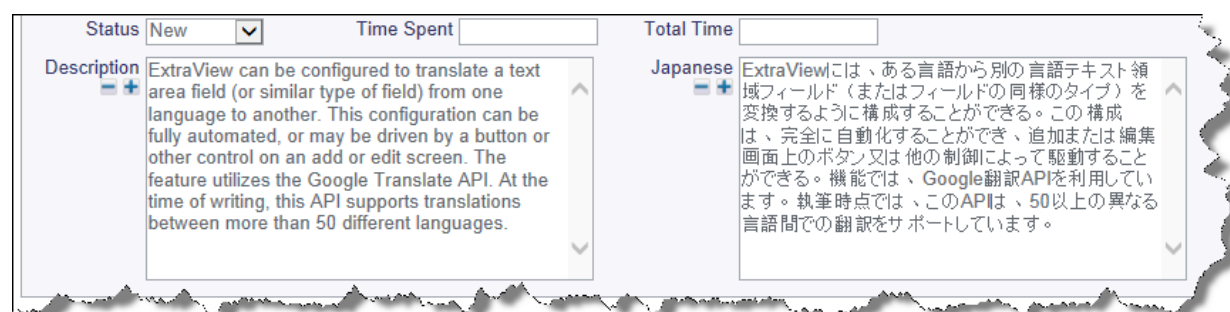 Status New Time Spent Total Time
Description
ExtraView can be configured to translate a text
area field (or similar type of field) from one
language to another. This configuration can be
fully automated, or may be driven by a button or
other control on an add or edit screen. The
feature utilizes the Google Translate API. At the
time of writing, this API supports translations
between more than 50 different languages.
Japanese
ExtraViewには、ある言語から別の言語テキスト領
域フィールド（またはフィールドの同様のタイプ）を
変換するように構成することができる。この構成
は、完全に自動化することができ、追加または編集
画面上のボタン又は他の制御によって駆動すること
ができる。機能では、Google翻訳APIを利用してい
ます。執筆時点では、このAPIは、50以上の異なる
言語間での翻訳をサポートしています。